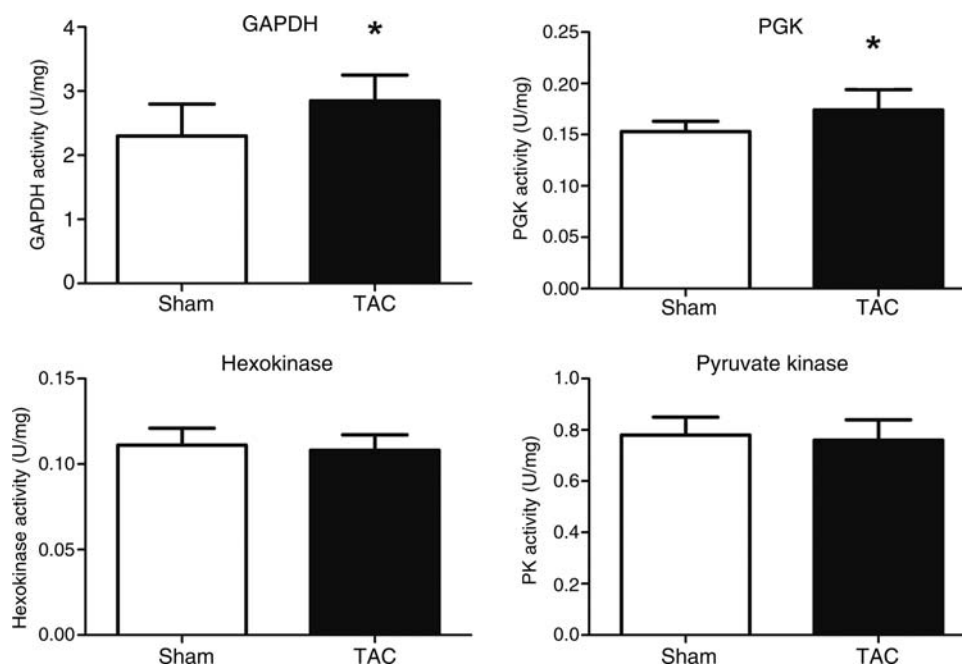 GAPDH
*
GAPDH activity (U/mg)
4
3
2
1
0
Sham TAC
PGK
*
PGK activity (U/mg)
0.25
0.20
0.15
0.10
0.05
0.00
Sham TAC
Hexokinase
Hexokinase activity (U/mg)
0.15
0.10
0.05
0.00
Sham TAC
Pyruvate kinase
PK activity (U/mg)
1.0
0.8
0.6
0.4
0.2
0.0
Sham TAC